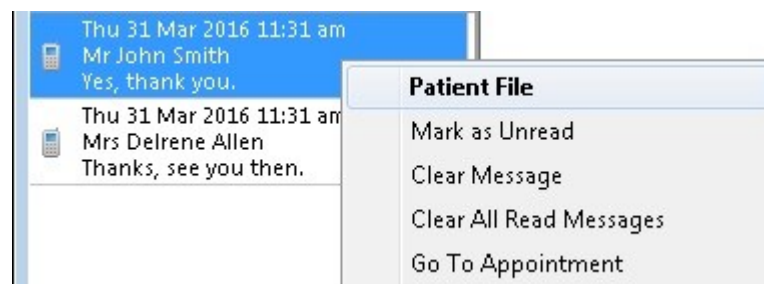 Thu 31 Mar 2016 11:31 am
Mr John Smith
Yes, thank you.
Thu 31 Mar 2016 11:31 am
Mrs Delrene Allen
Thanks, see you then.
Patient File
Mark as Unread
Clear Message
Clear All Read Messages
Go To Appointment